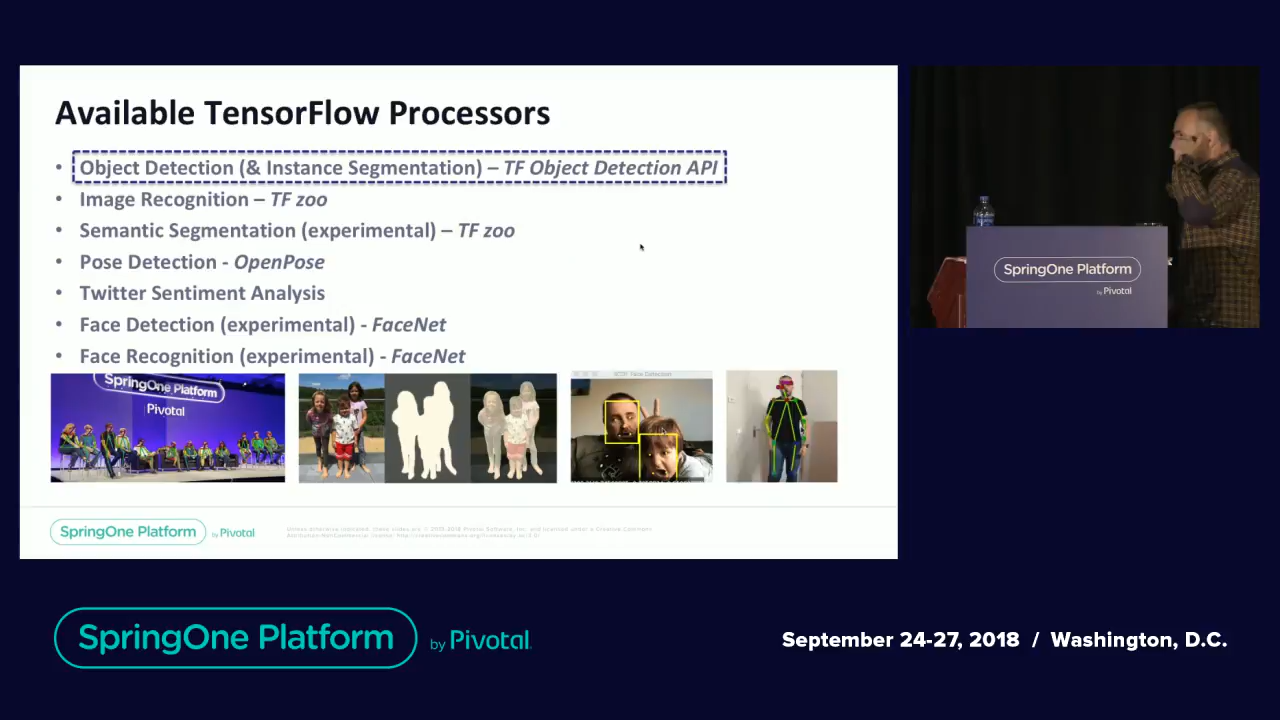 Available TensorFlow Processors
• Object Detection (& Instance Segmentation) – TF Object Detection API
• Image Recognition – TF zoo
• Semantic Segmentation (experimental) – TF zoo
• Pose Detection - OpenPose
• Twitter Sentiment Analysis
• Face Detection (experimental) - FaceNet
• Face Recognition (experimental) - FaceNet
SpringOne Platform
Pivotal
Face Detection
SpringOne Platform by Pivotal
SpringOne Platform
by Pivotal
SpringOne Platform by Pivotal
September 24-27, 2018 / Washington, D.C.